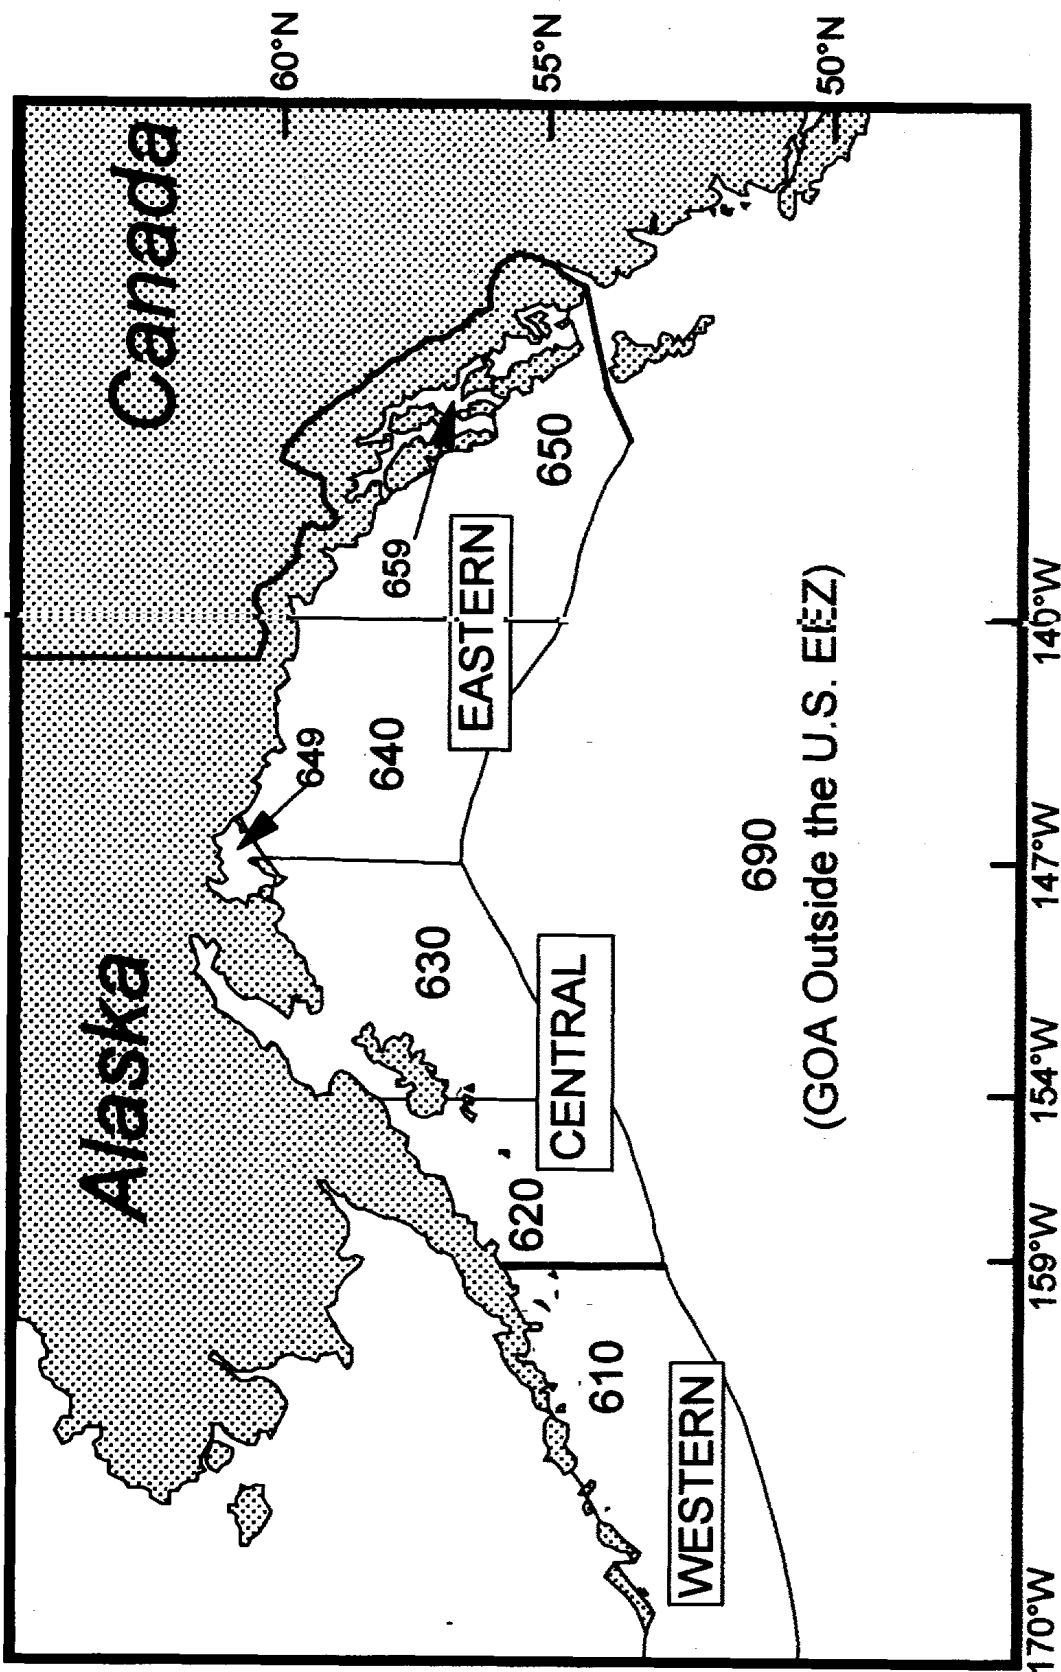 Alaska
Canada
60°N
55°N
50°N
649
659
640
650
630
620
610
EASTERN
CENTRAL
WESTERN
690
(GOA Outside the U.S. EEZ)
170°W
159°W
154°W
147°W
140°W